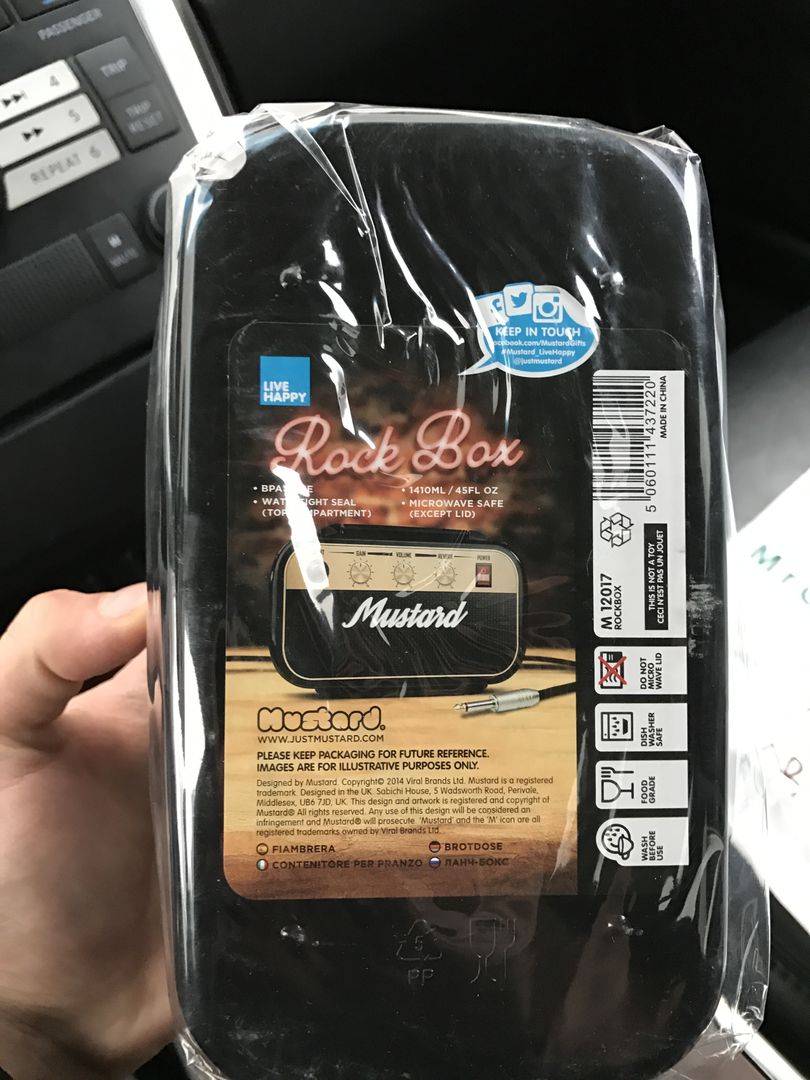 PASSENGER
4
TRIP
5
TRIP
RESET
REPEAT 6
MUTE
KEEP IN TOUCH
facebook.com/MustardGifts
#Mustard_LiveHappy
@justmustard
LIVE
HAPPY
Rock Box
• WATERTIGHT SEAL
(TOP COMPARTMENT)
• 1410ML / 45FL OZ
• MICROWAVE SAFE
(EXCEPT LID)
GAIN
VOLUME
REVERB
POWER
Mustard
Mustard®
WWW.JUSTMUSTARD.COM
PLEASE KEEP PACKAGING FOR FUTURE REFERENCE.
IMAGES ARE FOR ILLUSTRATIVE PURPOSES ONLY.
Designed by Mustard. Copyright© 2014 Viral Brands Ltd. Mustard is a registered
trademark. Designed in the UK. Sabichi House, 5 Wadsworth Road, Perivale,
Middlesex, UB6 7JD, UK. This design and artwork is registered and copyright of
Mustard® All rights reserved. Any use of this design will be considered an
infringement and Mustard® will prosecute. 'Mustard' and the 'M' icon are all
registered trademarks owned by Viral Brands Ltd.
FIAMBRERA
BROTDOSE
CONTENITORE PER PRANZO
ЛАНЧ-БОКС
5 060111 437220
MADE IN CHINA
M 12017
ROCKBOX
THIS IS NOT A TOY
CECI N'EST PAS UN JOUET
DO NOT
MICRO
WAVE LID
DISH
WASHER
SAFE
FOOD
GRADE
WASH
BEFORE
USE
5
PP